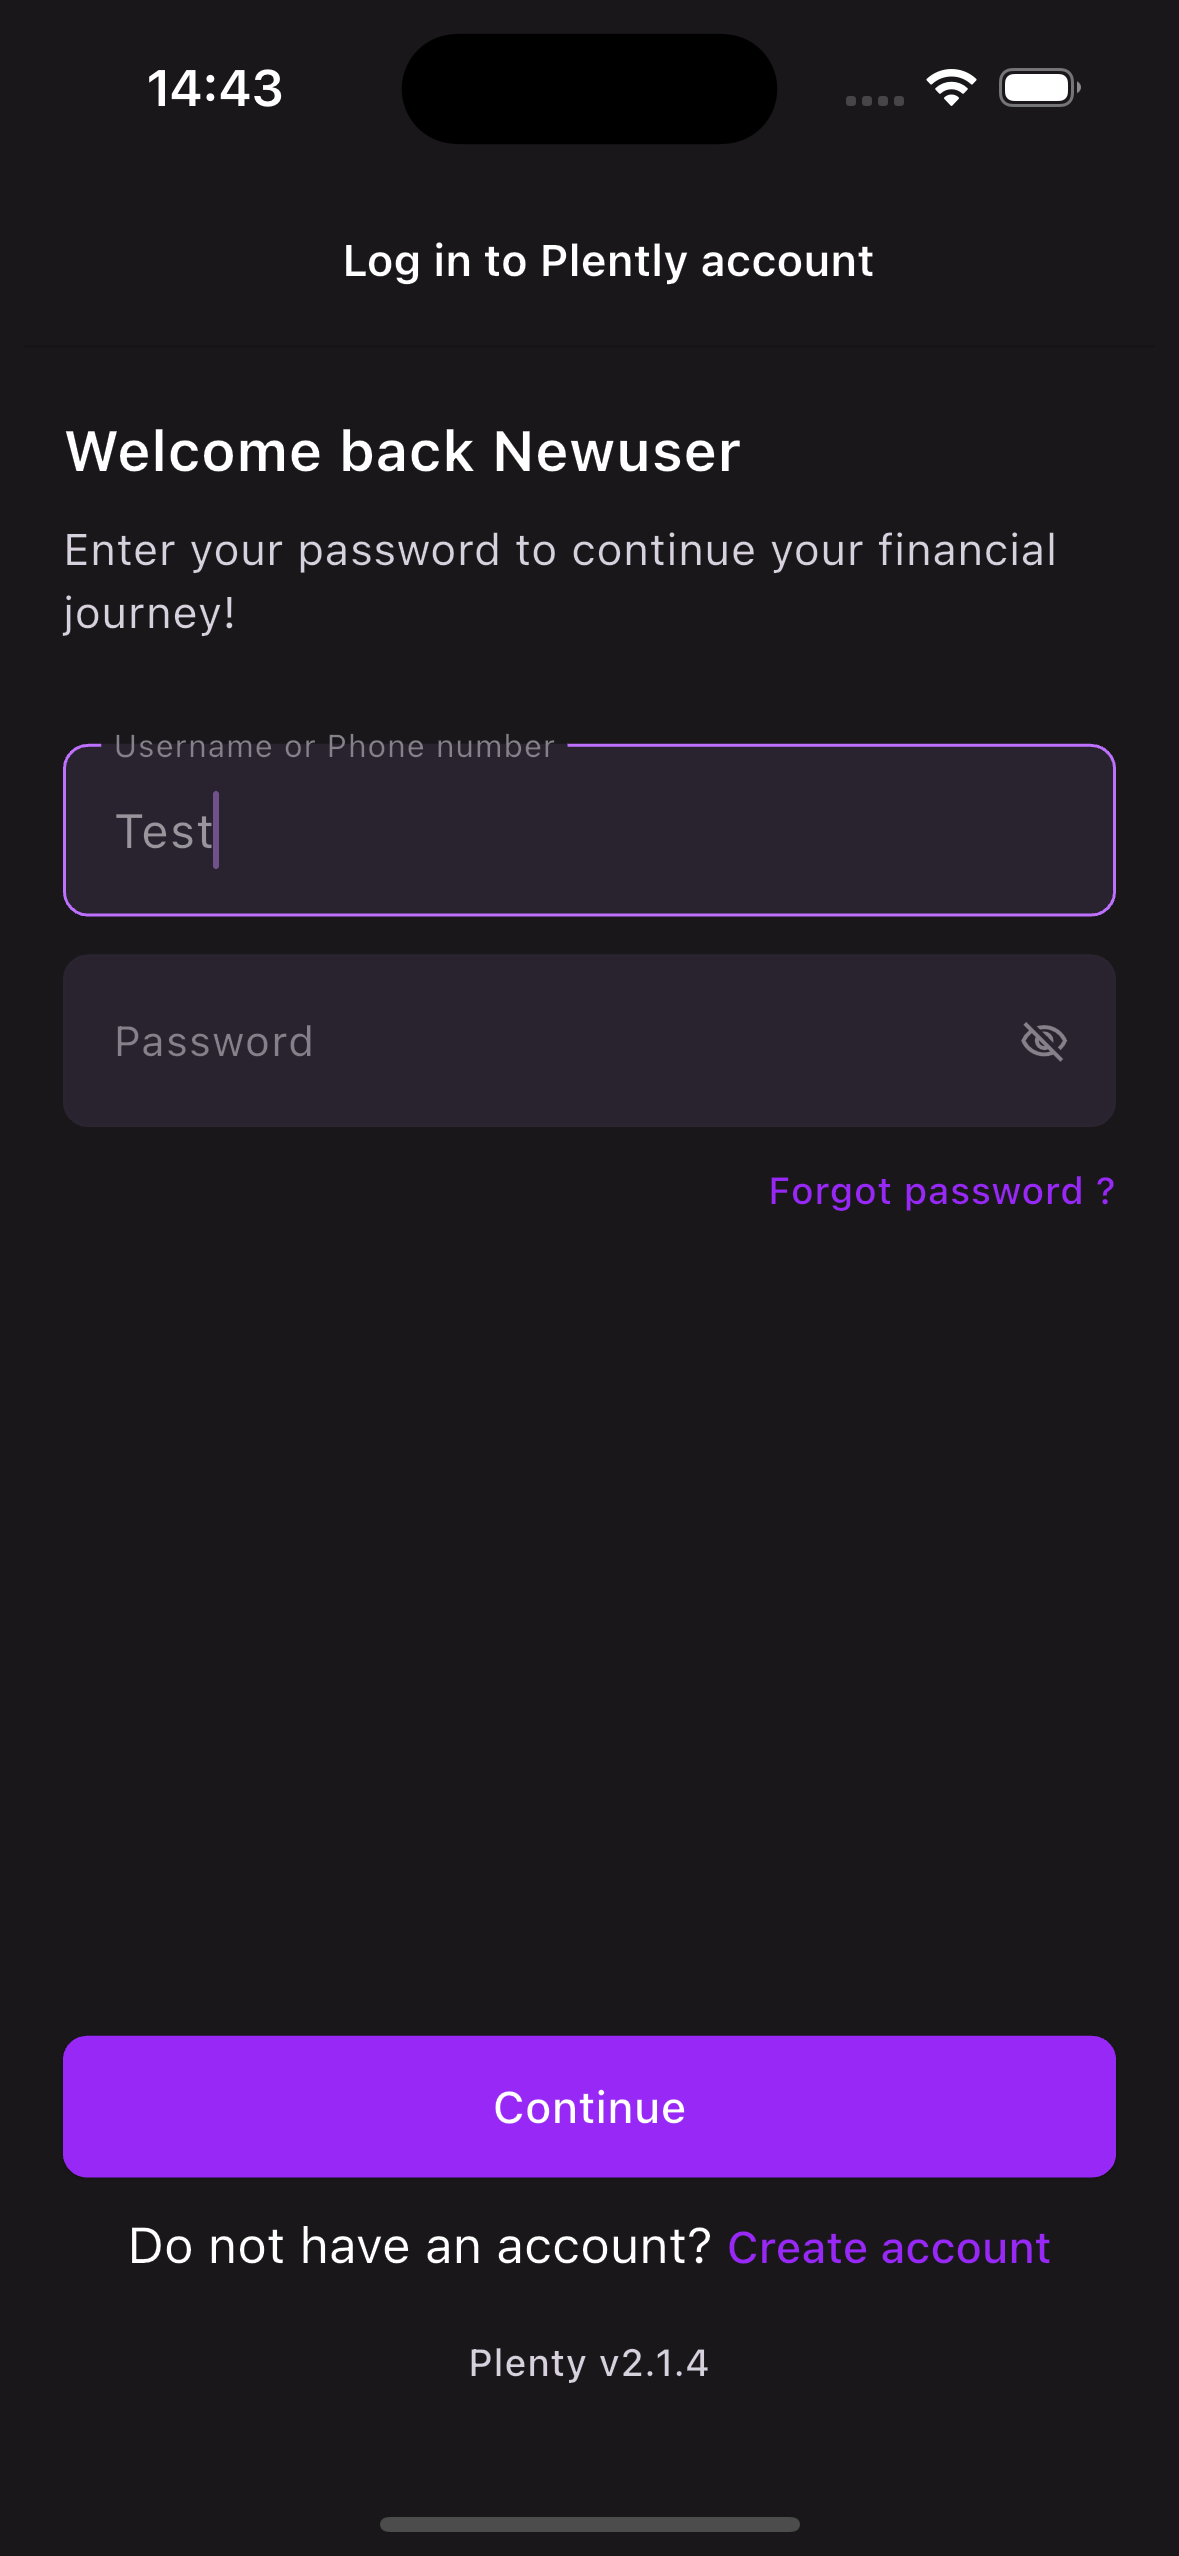 14:43
Log in to Plently account
Welcome back Newuser
Enter your password to continue your financial
journey!
Username or Phone number
Test
Password
Forgot password ?
Continue
Do not have an account? Create account
Plenty v2.1.4